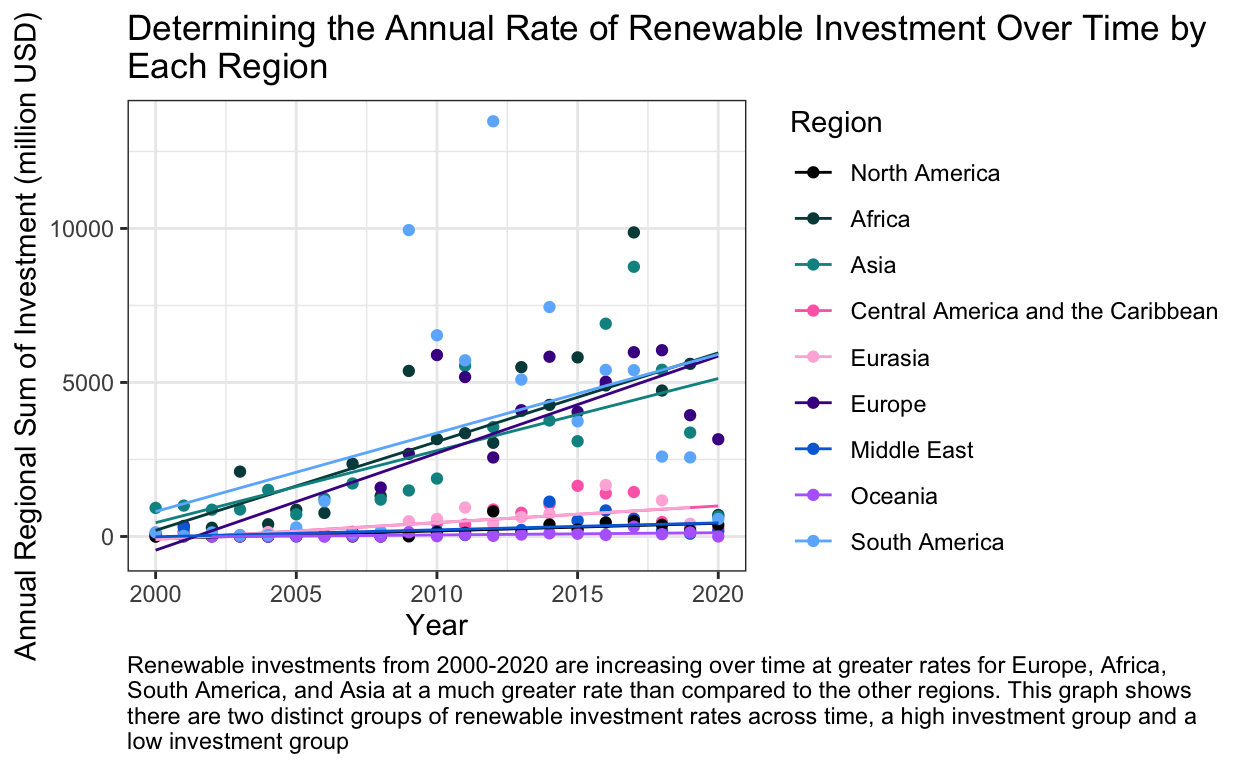 Determining the Annual Rate of Renewable Investment Over Time by
Each Region
Annual Regional Sum of Investment (million USD)
10000
5000
0
2000
2005
2010
2015
2020
Year
Region
North America
Africa
Asia
Central America and the Caribbean
Eurasia
Europe
Middle East
Oceania
South America
Renewable investments from 2000-2020 are increasing over time at greater rates for Europe, Africa,
South America, and Asia at a much greater rate than compared to the other regions. This graph shows
there are two distinct groups of renewable investment rates across time, a high investment group and a
low investment group